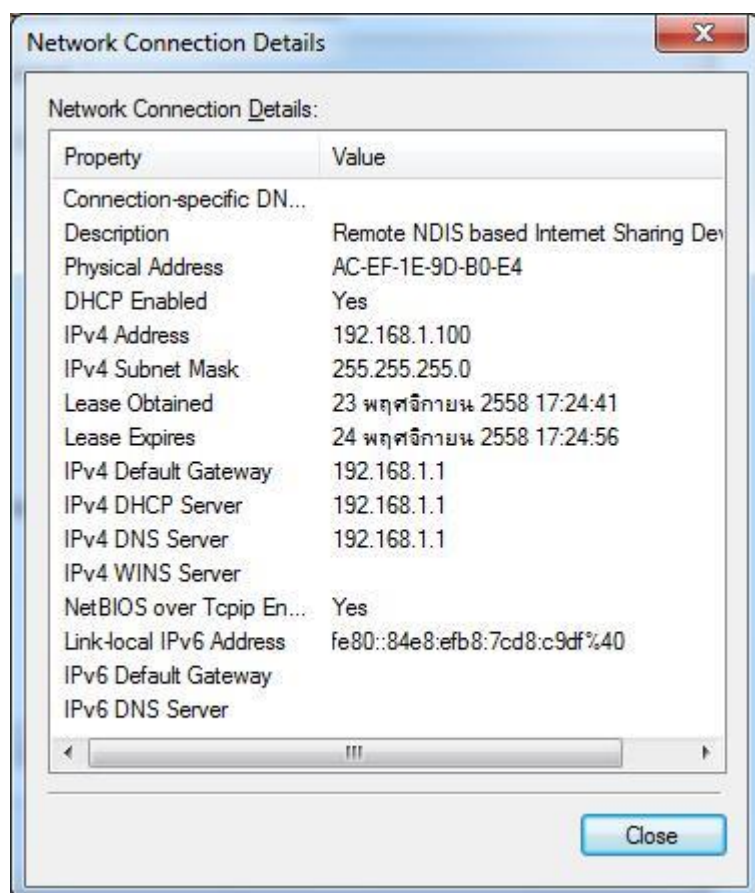 Network Connection Details
Network Connection Details:
Property Value
Connection-specific DN...
Description Remote NDIS based Internet Sharing Dev
Physical Address AC-EF-1E-9D-B0-E4
DHCP Enabled Yes
IPv4 Address 192.168.1.100
IPv4 Subnet Mask 255.255.255.0
Lease Obtained 23 พฤศจิกายน 2558 17:24:41
Lease Expires 24 พฤศจิกายน 2558 17:24:56
IPv4 Default Gateway 192.168.1.1
IPv4 DHCP Server 192.168.1.1
IPv4 DNS Server 192.168.1.1
IPv4 WINS Server
NetBIOS over Tcpip En... Yes
Link-local IPv6 Address fe80::84e8:efb8:7cd8:c9df%40
IPv6 Default Gateway
IPv6 DNS Server
Close